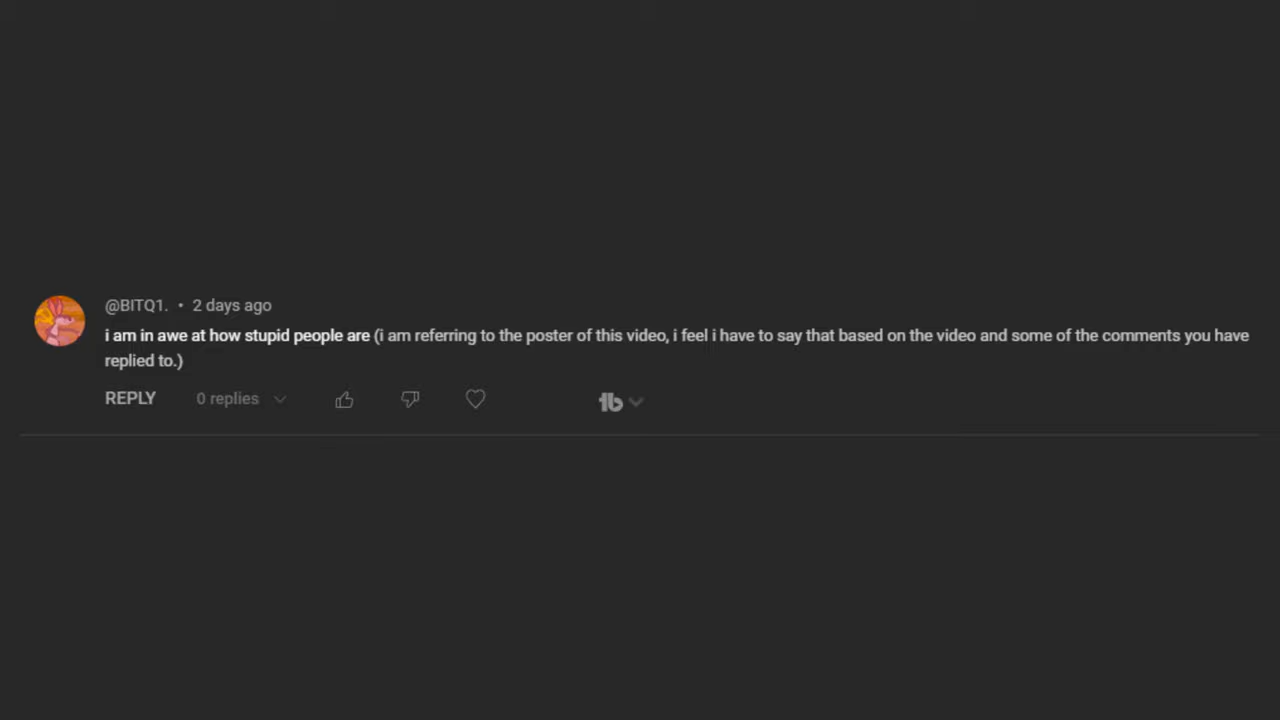 @BITQ1. • 2 days ago
i am in awe at how stupid people are (i am referring to the poster of this video, i feel i have to say that based on the video and some of the comments you have
replied to.)
REPLY 0 replies
tb